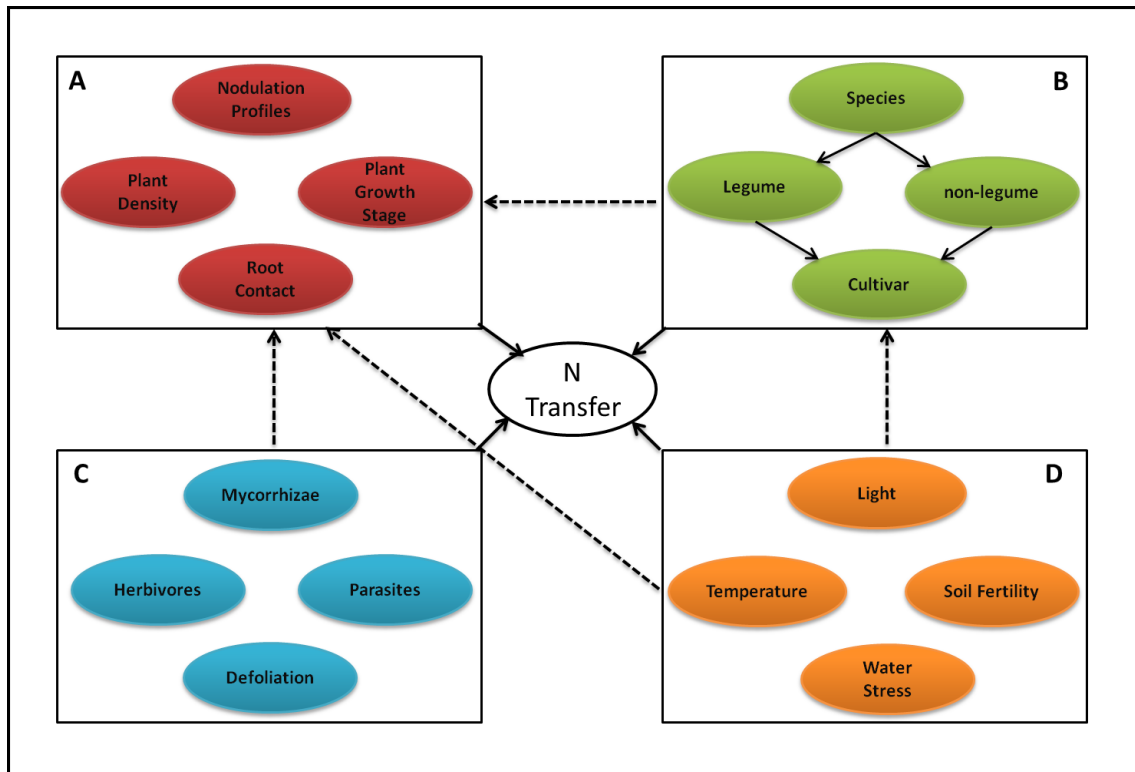 A
Nodulation
Profiles
Plant
Density
Plant
Growth
Stage
Root
Contact
B
Species
Legume
non-legume
Cultivar
N
Transfer
C
Mycorrhizae
Herbivores
Parasites
Defoliation
D
Light
Temperature
Soil Fertility
Water
Stress